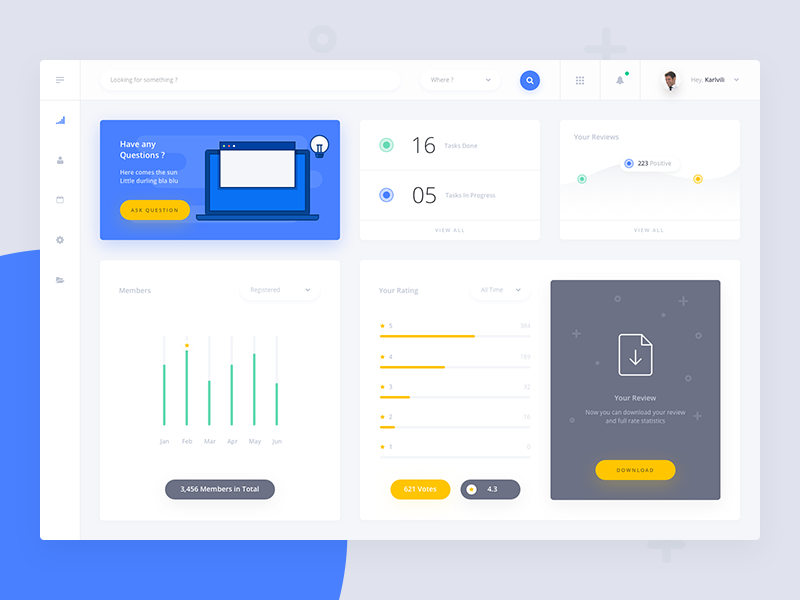 Looking for something ?
Where ?
Hey, Karlvili
Have any
Questions ?
Here comes the sun
Little durling bla blu
ASK QUESTION
16 Tasks Done
05 Tasks In Progress
VIEW ALL
Your Reviews
223 Positive
VIEW ALL
Members
Registered
Jan Feb Mar Apr May Jun
3,456 Members in Total
Your Rating
All Time
5
4 189
3
2 16
1 0
621 Votes
4.3
Your Review
Now you can download your review
and full rate statistics
DOWNLOAD